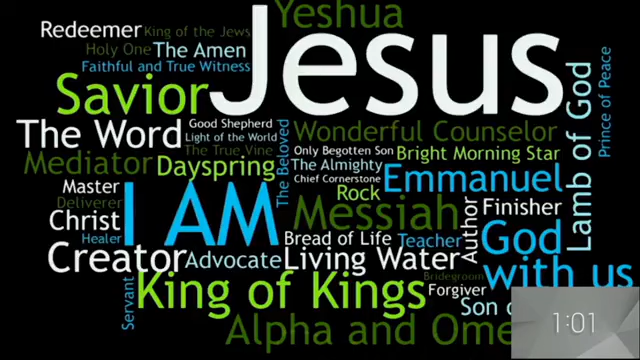 Yeshua
Jesus
Redeemer
King of the Jews
Holy One
The Amen
Faithful and True Witness
Savior
The Word
Good Shepherd
Light of the World
The True Vine
Mediator
Dayspring
The Beloved
Wonderful Counselor
Only Begotten Son
Bright Morning Star
The Almighty
Chief Cornerstone
Emmanuel
Rock
Lamb of God
Prince of Peace
Master
Deliverer
Christ
Healer
I AM
Messiah
Author
Finisher
Bread of Life
Teacher
God
with us
Creator
Advocate
Living Water
Bridegroom
Forgiver
Servant
King of Kings
Son
Alpha and Ome
1:01